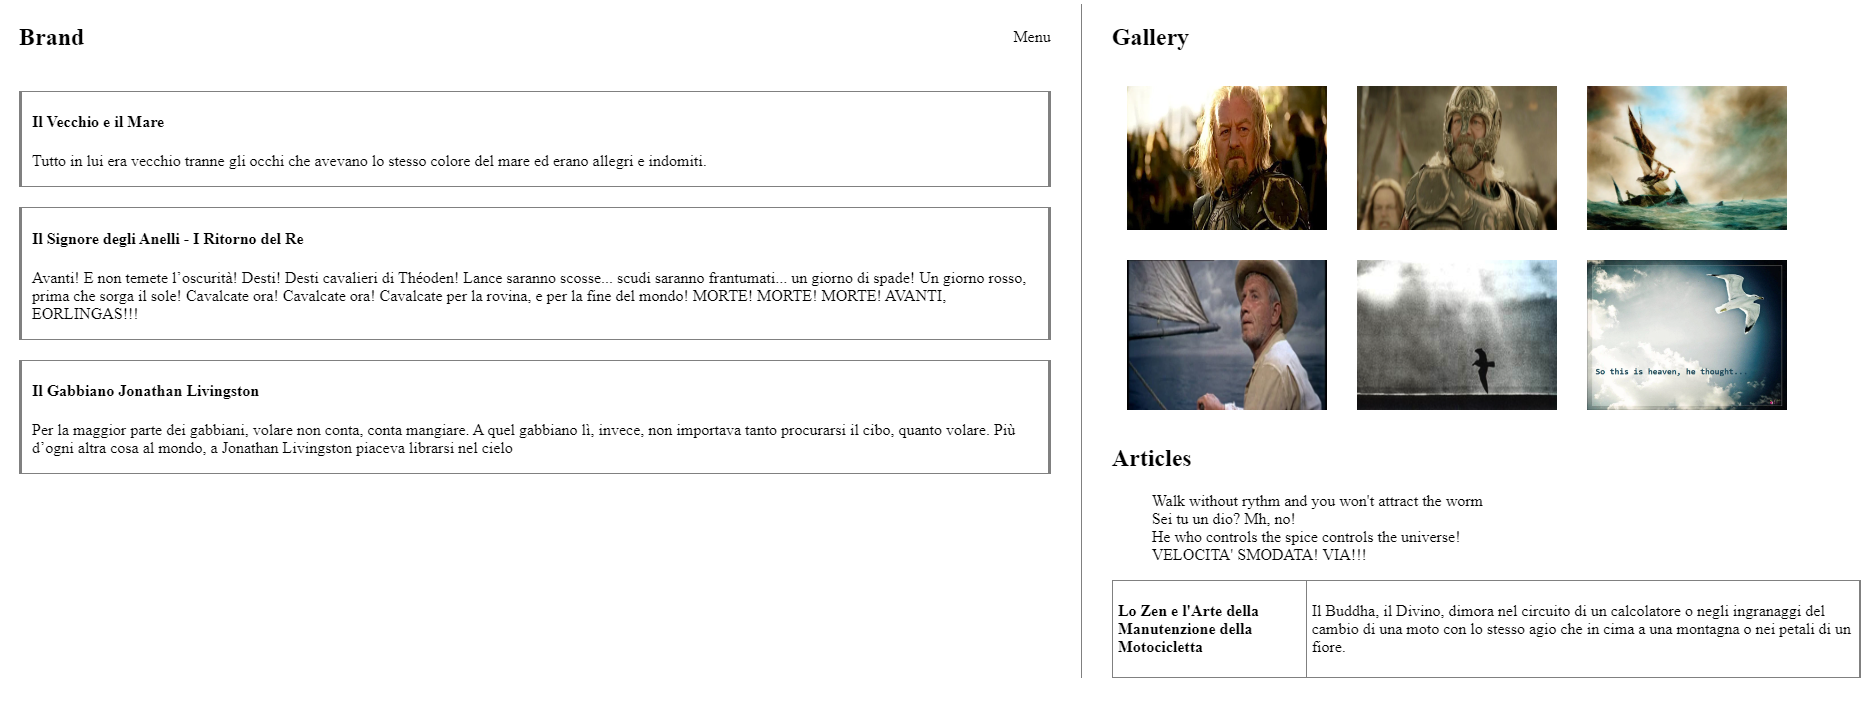 Brand
Menu
Il Vecchio e il Mare
Tutto in lui era vecchio tranne gli occhi che avevano lo stesso colore del mare ed erano allegri e indomiti.
Il Signore degli Anelli - I Ritorno del Re
Avanti! E non temete l’oscurità! Desti! Desti cavalieri di Théoden! Lance saranno scosse... scudi saranno frantumati... un giorno di spade! Un giorno rosso,
prima che sorga il sole! Cavalcate ora! Cavalcate ora! Cavalcate per la rovina, e per la fine del mondo! MORTE! MORTE! MORTE! AVANTI,
EORLINGAS!!!
Il Gabbiano Jonathan Livingston
Per la maggior parte dei gabbiani, volare non conta, conta mangiare. A quel gabbiano lì, invece, non importava tanto procurarsi il cibo, quanto volare. Più
d’ogni altra cosa al mondo, a Jonathan Livingston piaceva librarsi nel cielo
Gallery
So this is heaven, he thought...
Articles
Walk without rythm and you won't attract the worm
Sei tu un dio? Mh, no!
He who controls the spice controls the universe!
VELOCITA' SMODATA! VIA!!!
Lo Zen e l'Arte della
Manutenzione della
Motocicletta
Il Buddha, il Divino, dimora nel circuito di un calcolatore o negli ingranaggi del
cambio di una moto con lo stesso agio che in cima a una montagna o nei petali di un
fiore.